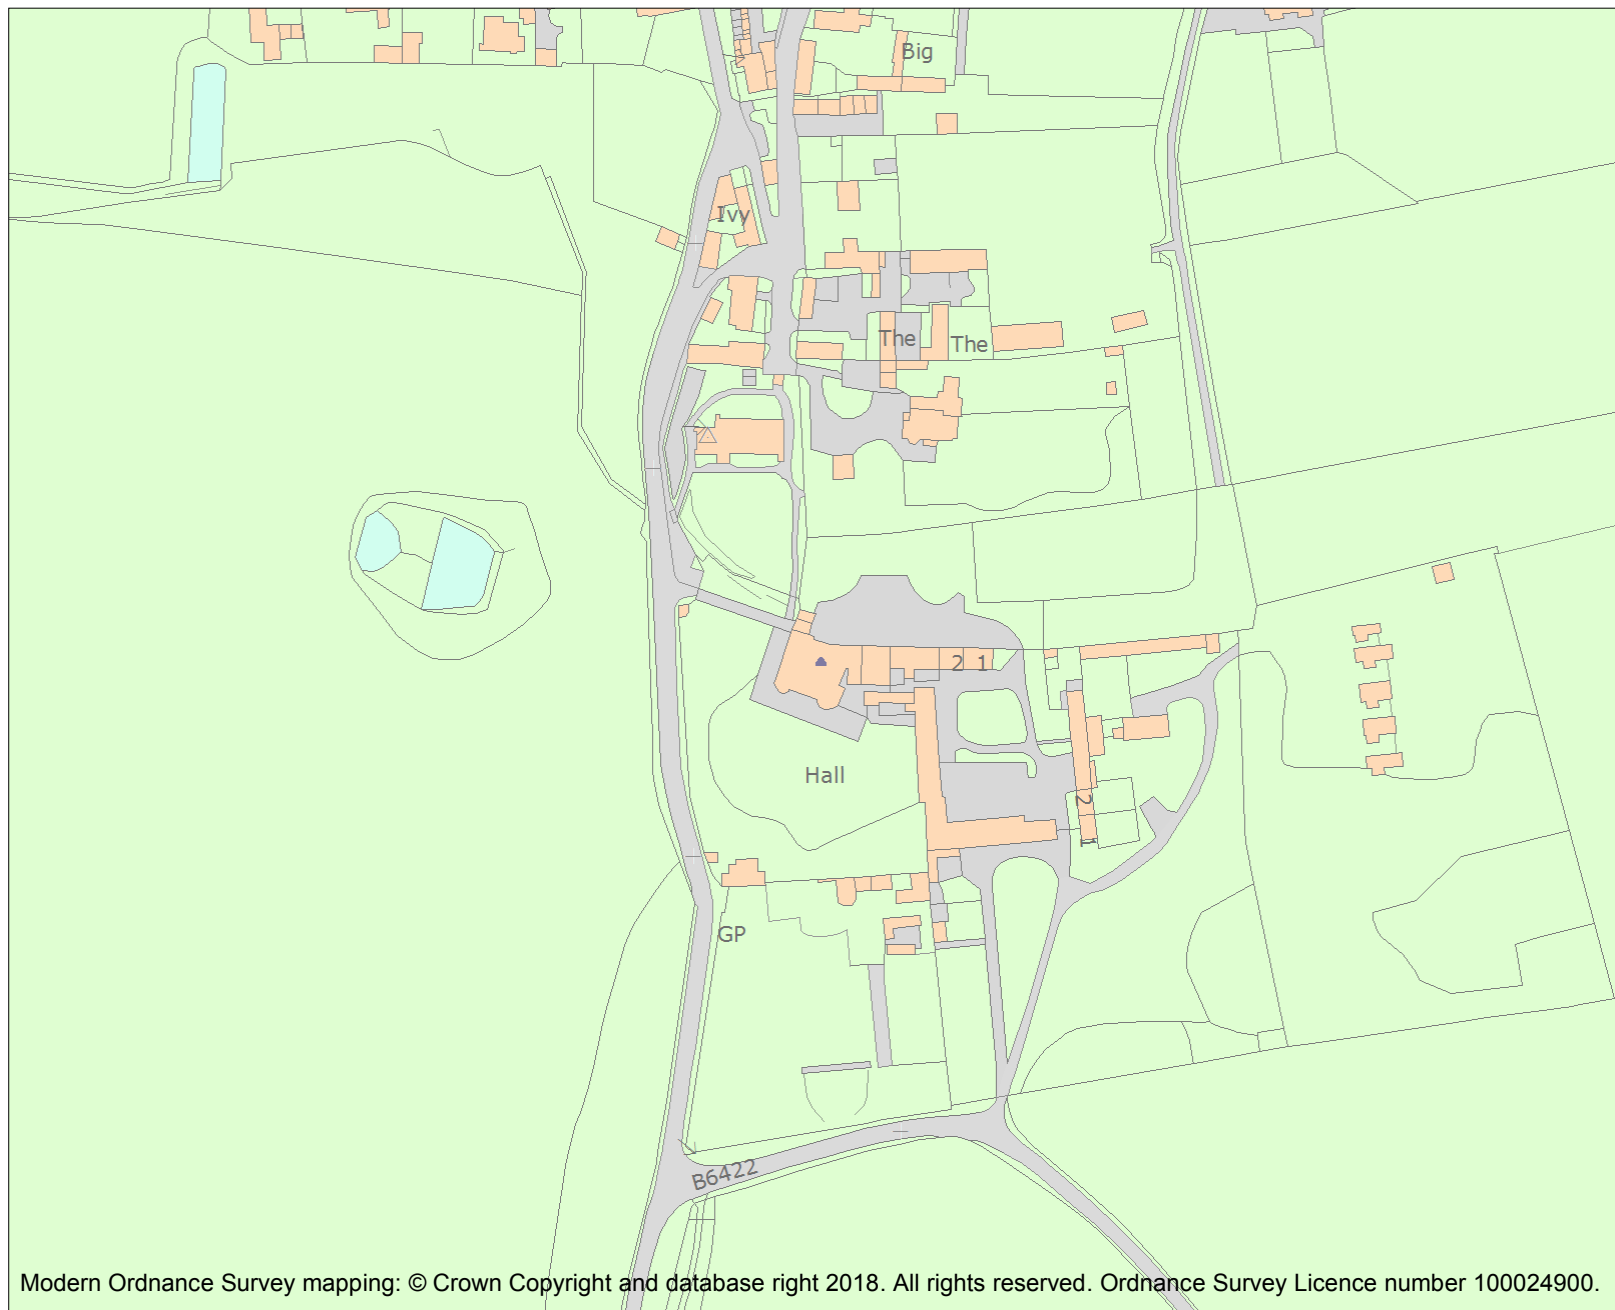 Big
Ivy
The
The
2 1
Hall
2
1
GP
B6422
Modern Ordnance Survey mapping: © Crown Copyright and database right 2018. All rights reserved. Ordnance Survey Licence number 100024900.